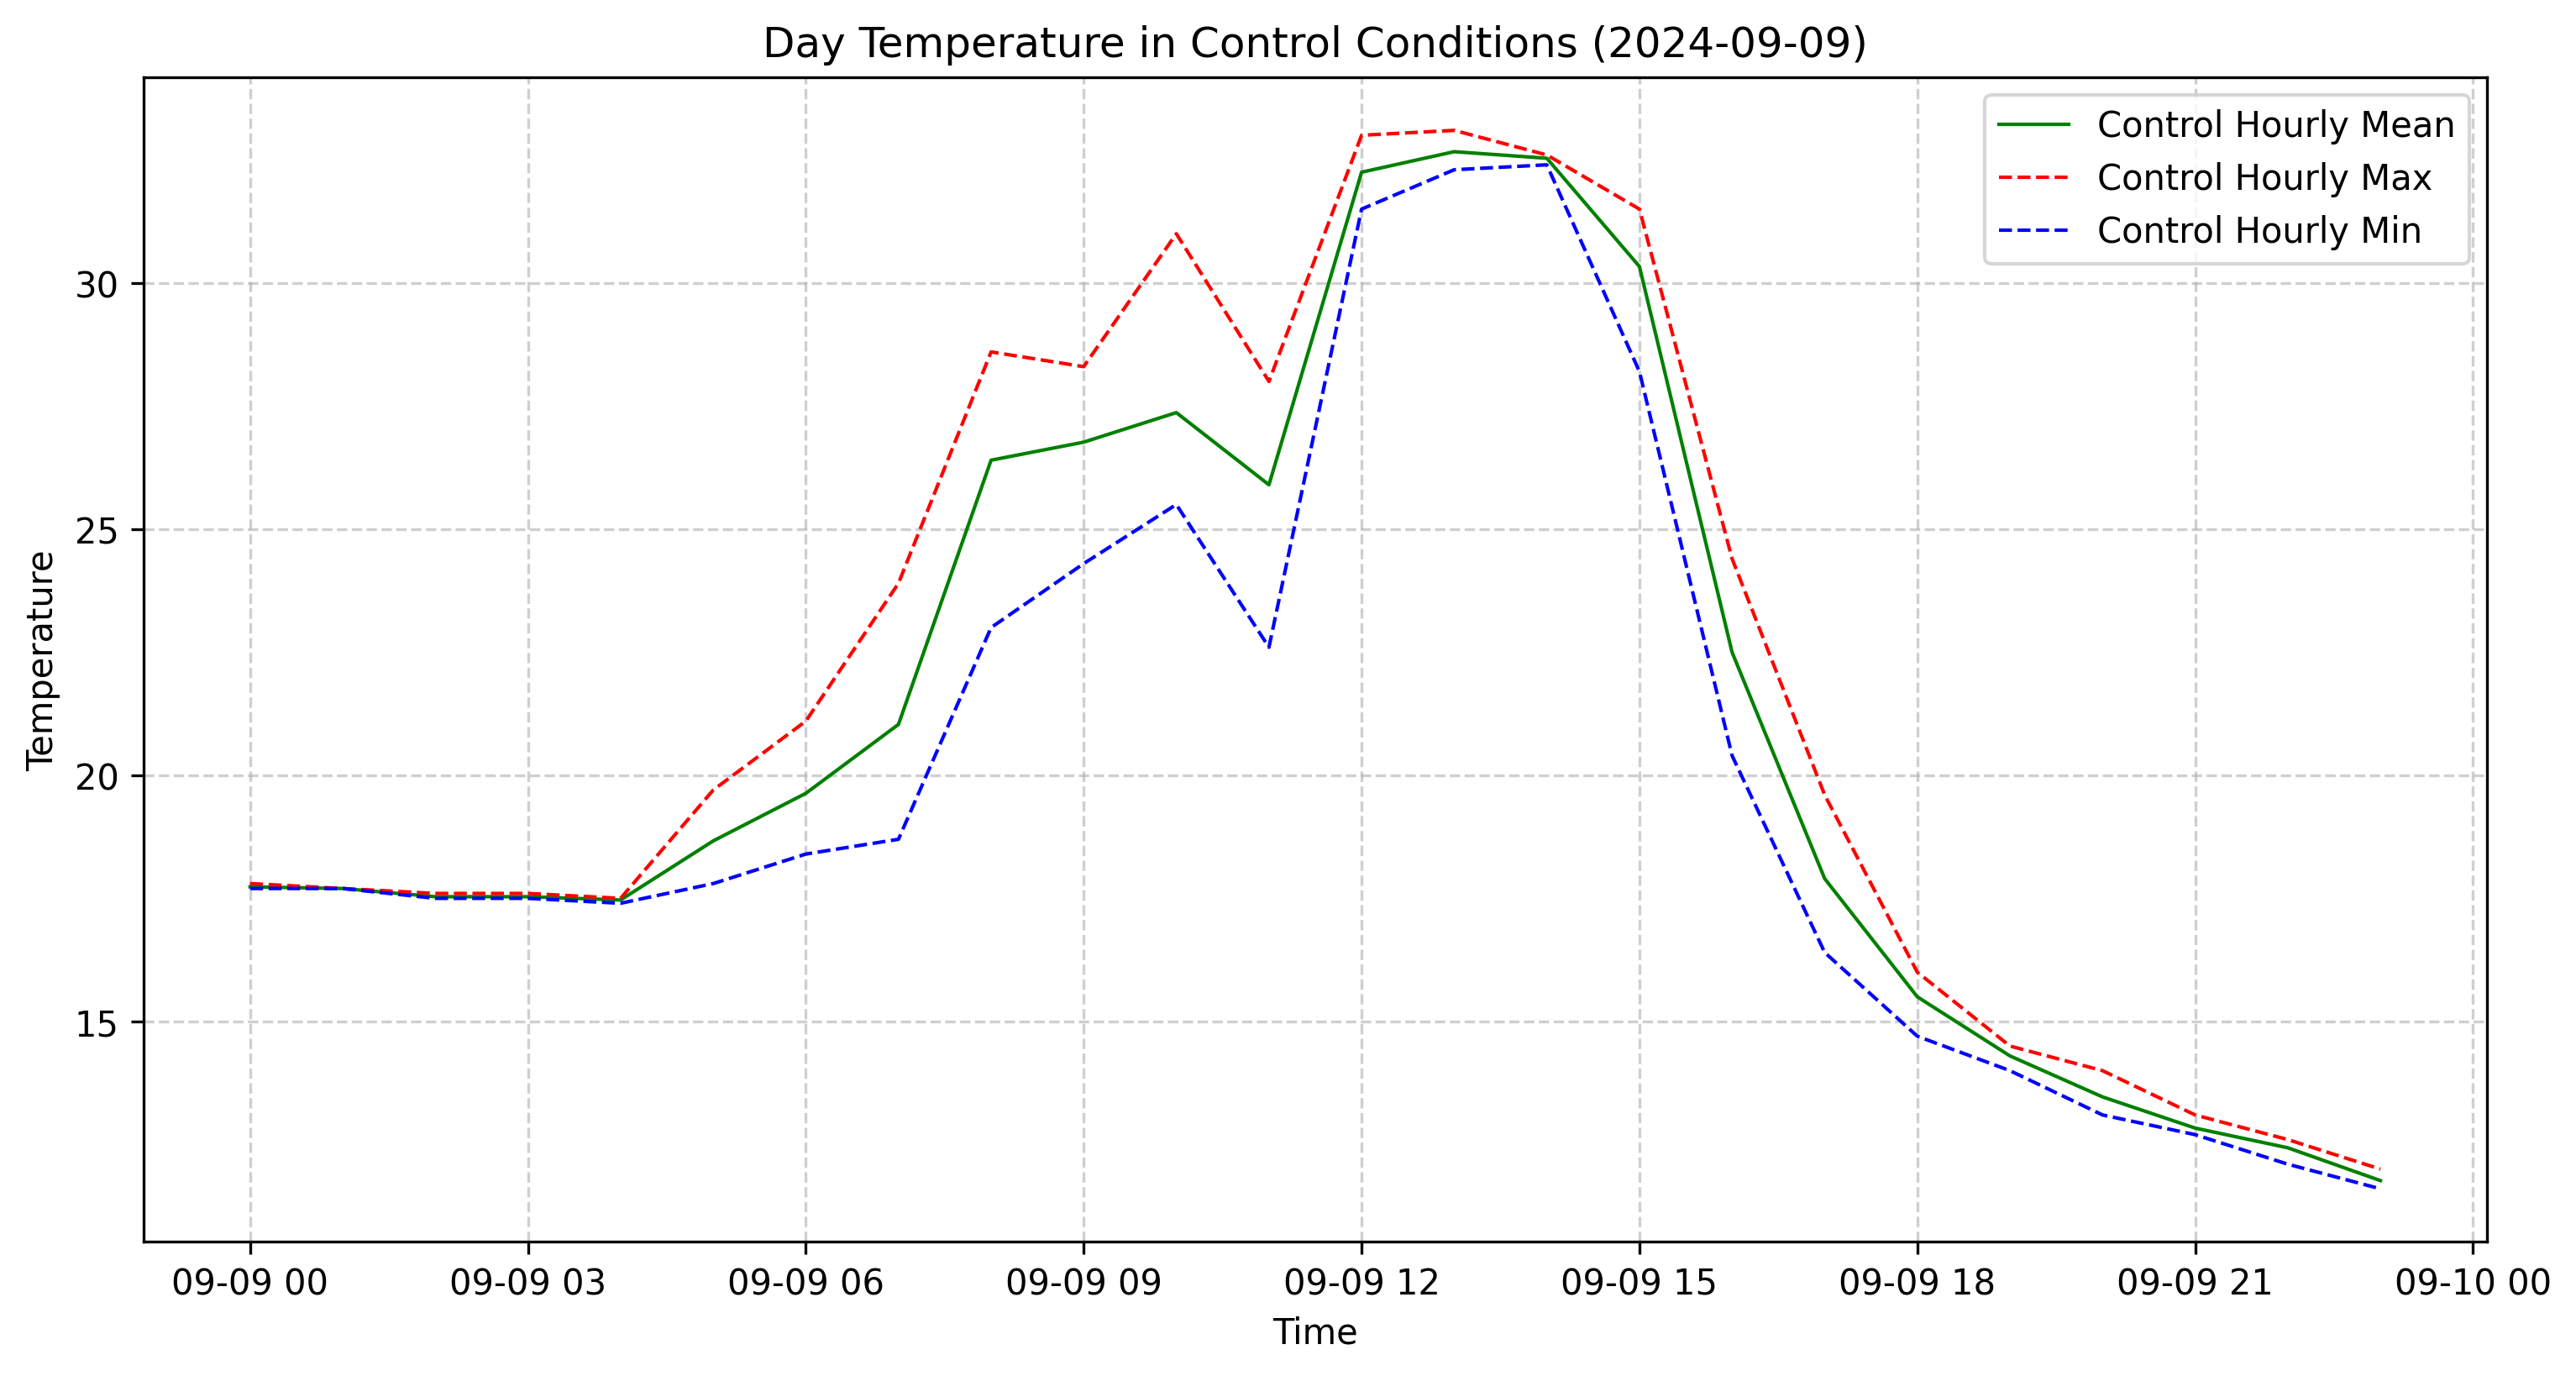 Day Temperature in Control Conditions (2024-09-09)
Control Hourly Mean
Control Hourly Max
Control Hourly Min
Temperature
30
25
20
15
09-09 00 09-09 03 09-09 06 09-09 09 09-09 12 09-09 15 09-09 18 09-09 21 09-10 00
Time